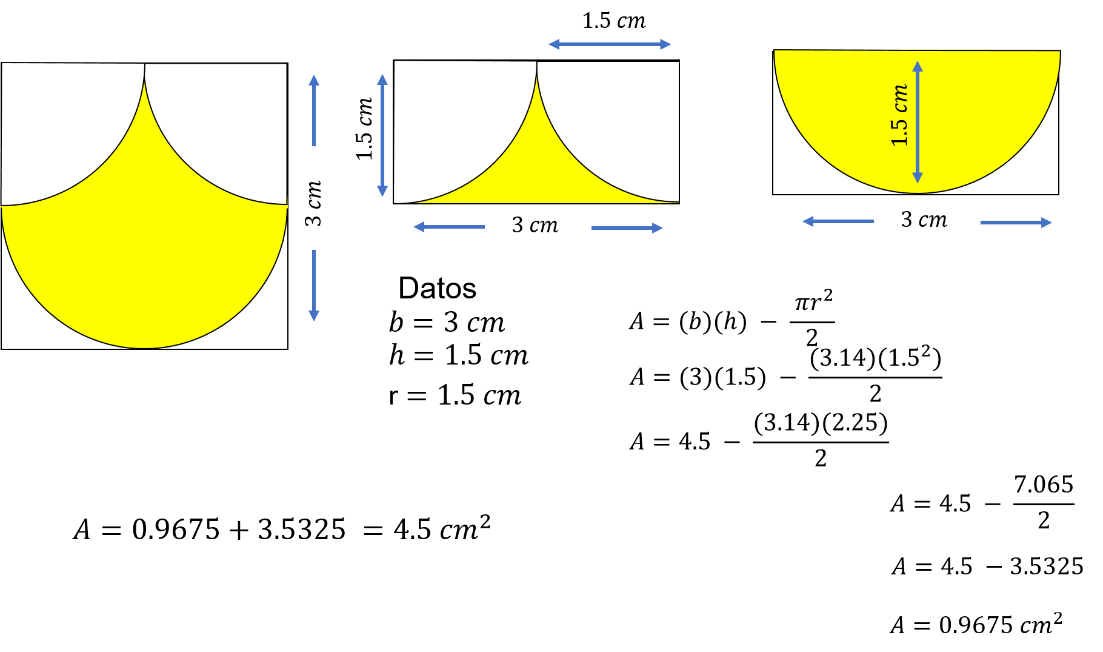 1.5 cm
3 cm
1.5 cm
3 cm
1.5 cm
3 cm
Datos
b = 3 cm
h = 1.5 cm
r = 1.5 cm
A = (b)(h) − πr²/2
A = (3)(1.5) − (3.14)(1.5²)/2
A = 4.5 − (3.14)(2.25)/2
A = 4.5 − 7.065/2
A = 4.5 − 3.5325
A = 0.9675 cm²
A = 0.9675 + 3.5325 = 4.5 cm²